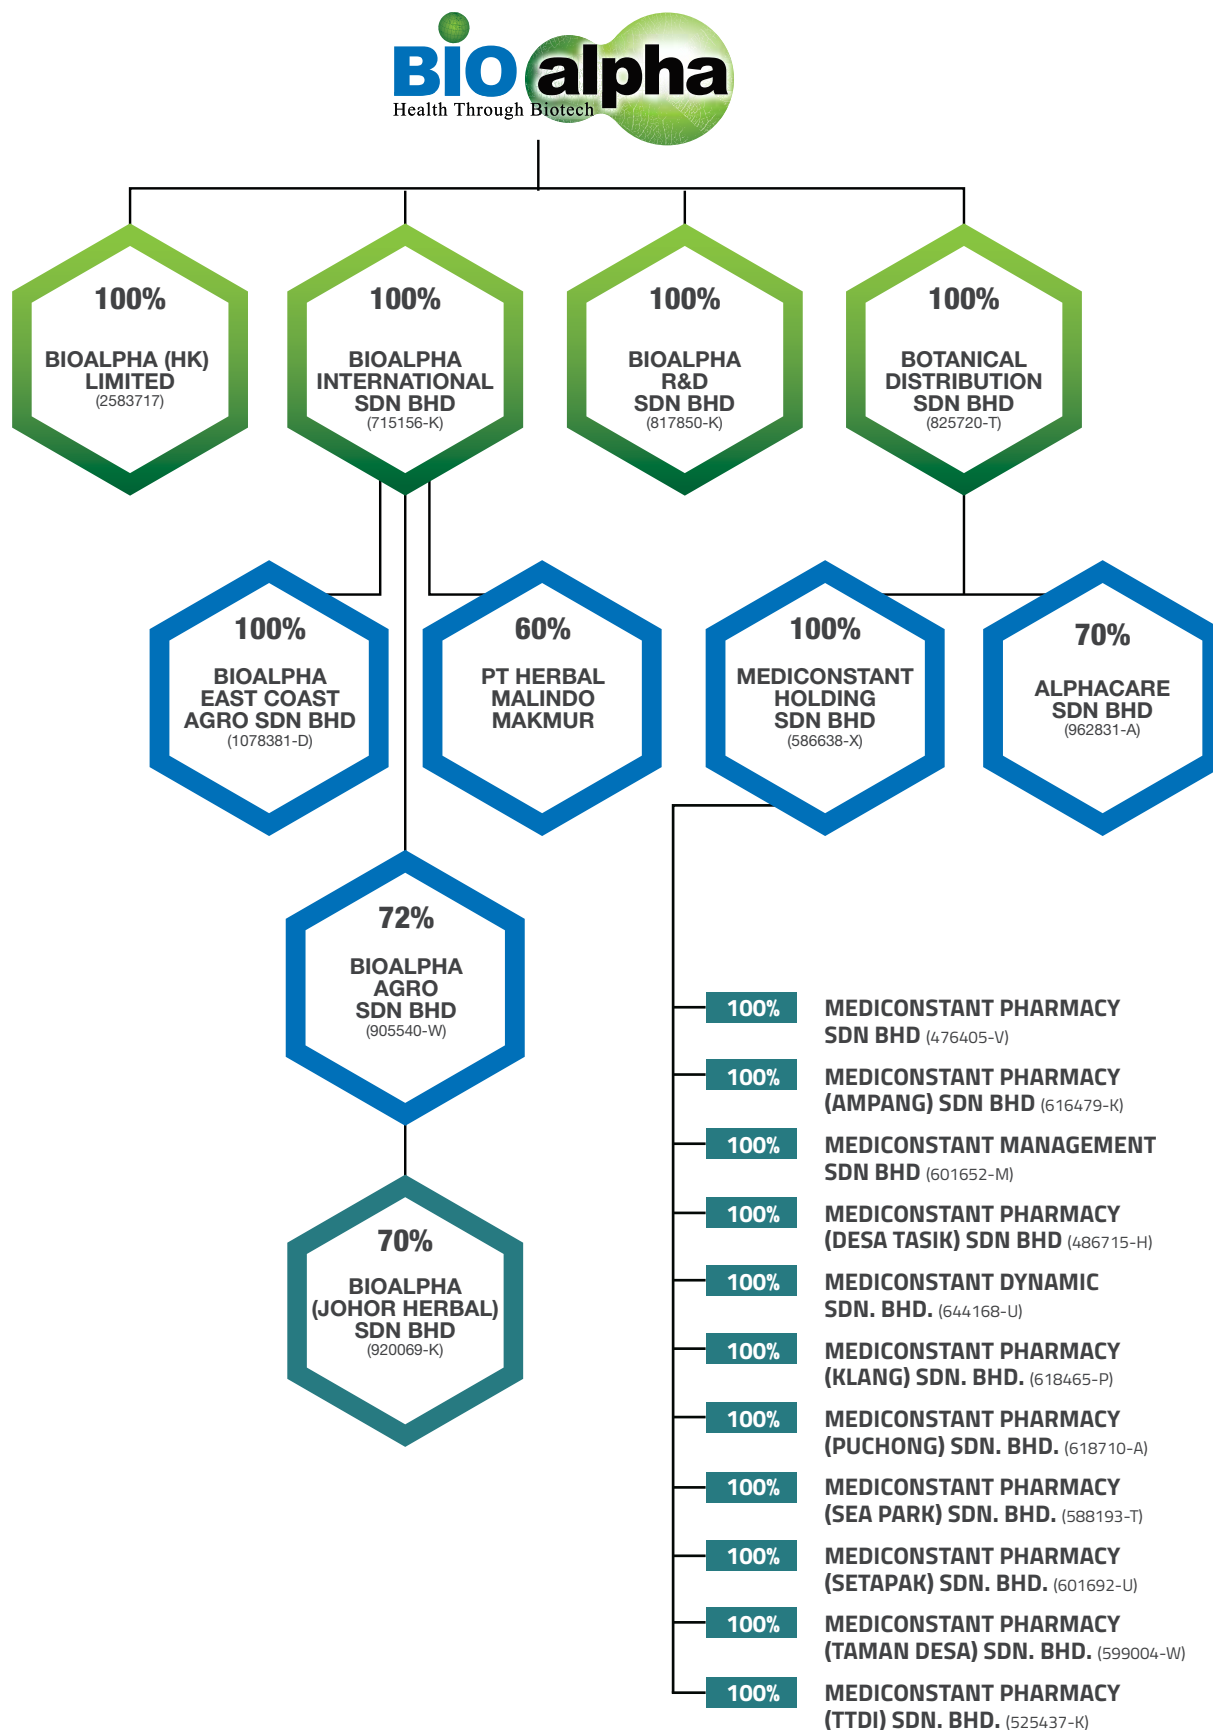 BiO alpha
Health Through Biotech
100%
BIOALPHA (HK)
LIMITED
(2583717)
100%
BIOALPHA
INTERNATIONAL
SDN BHD
(715156-K)
100%
BIOALPHA
R&D
SDN BHD
(817850-K)
100%
BOTANICAL
DISTRIBUTION
SDN BHD
(825720-T)
100%
BIOALPHA
EAST COAST
AGRO SDN BHD
(1078381-D)
60%
PT HERBAL
MALINDO
MAKMUR
100%
MEDICONSTANT
HOLDING
SDN BHD
(586638-X)
70%
ALPHACARE
SDN BHD
(962831-A)
72%
BIOALPHA
AGRO
SDN BHD
(905540-W)
70%
BIOALPHA
(JOHOR HERBAL)
SDN BHD
(920069-K)
100% MEDICONSTANT PHARMACY
SDN BHD (476405-V)
100% MEDICONSTANT PHARMACY
(AMPANG) SDN BHD (616479-K)
100% MEDICONSTANT MANAGEMENT
SDN BHD (601652-M)
100% MEDICONSTANT PHARMACY
(DESA TASIK) SDN BHD (486715-H)
100% MEDICONSTANT DYNAMIC
SDN. BHD. (644168-U)
100% MEDICONSTANT PHARMACY
(KLANG) SDN. BHD. (618465-P)
100% MEDICONSTANT PHARMACY
(PUCHONG) SDN. BHD. (618710-A)
100% MEDICONSTANT PHARMACY
(SEA PARK) SDN. BHD. (588193-T)
100% MEDICONSTANT PHARMACY
(SETAPAK) SDN. BHD. (601692-U)
100% MEDICONSTANT PHARMACY
(TAMAN DESA) SDN. BHD. (599004-W)
100% MEDICONSTANT PHARMACY
(TTDI) SDN. BHD. (525437-K)